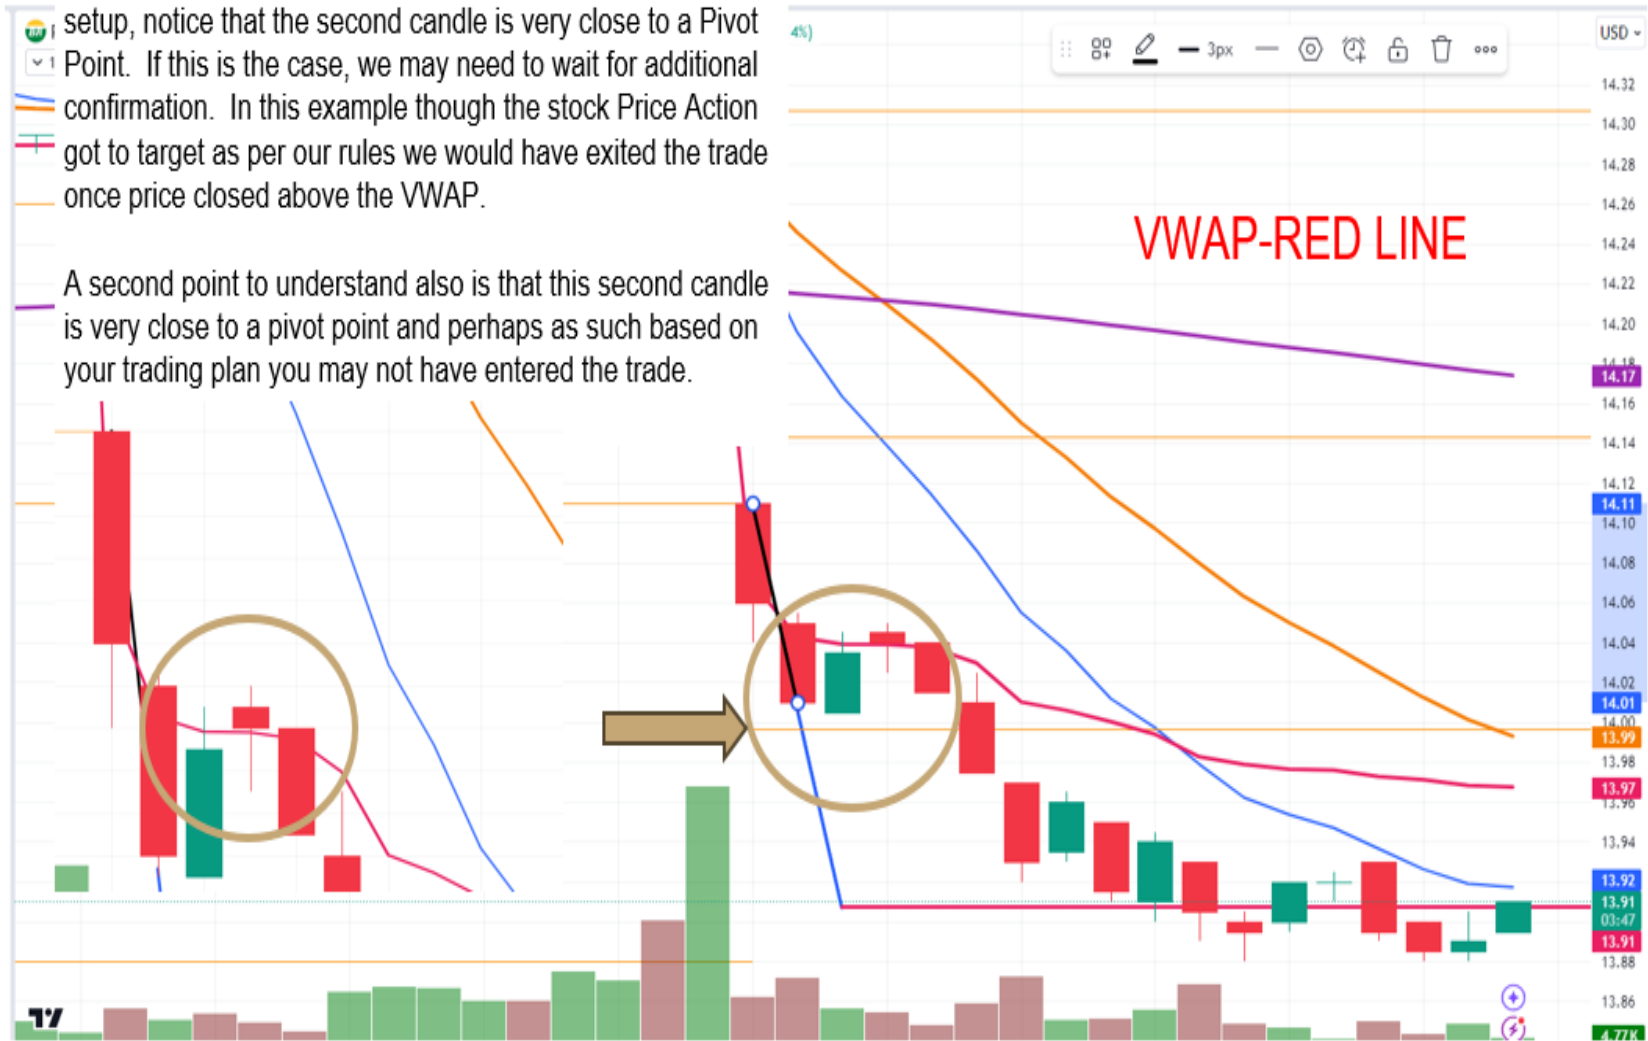 setup, notice that the second candle is very close to a Pivot
Point.  If this is the case, we may need to wait for additional
confirmation.  In this example though the stock Price Action
got to target as per our rules we would have exited the trade
once price closed above the VWAP.
A second point to understand also is that this second candle
is very close to a pivot point and perhaps as such based on
your trading plan you may not have entered the trade.
4%)
3px
USD
VWAP-RED LINE
14.32
14.30
14.28
14.26
14.24
14.22
14.20
14.18
14.17
14.16
14.14
14.12
14.11
14.10
14.08
14.06
14.04
14.02
14.01
14.00
13.99
13.98
13.97
13.96
13.94
13.92
13.91
03:47
13.91
13.88
13.86
4.77K